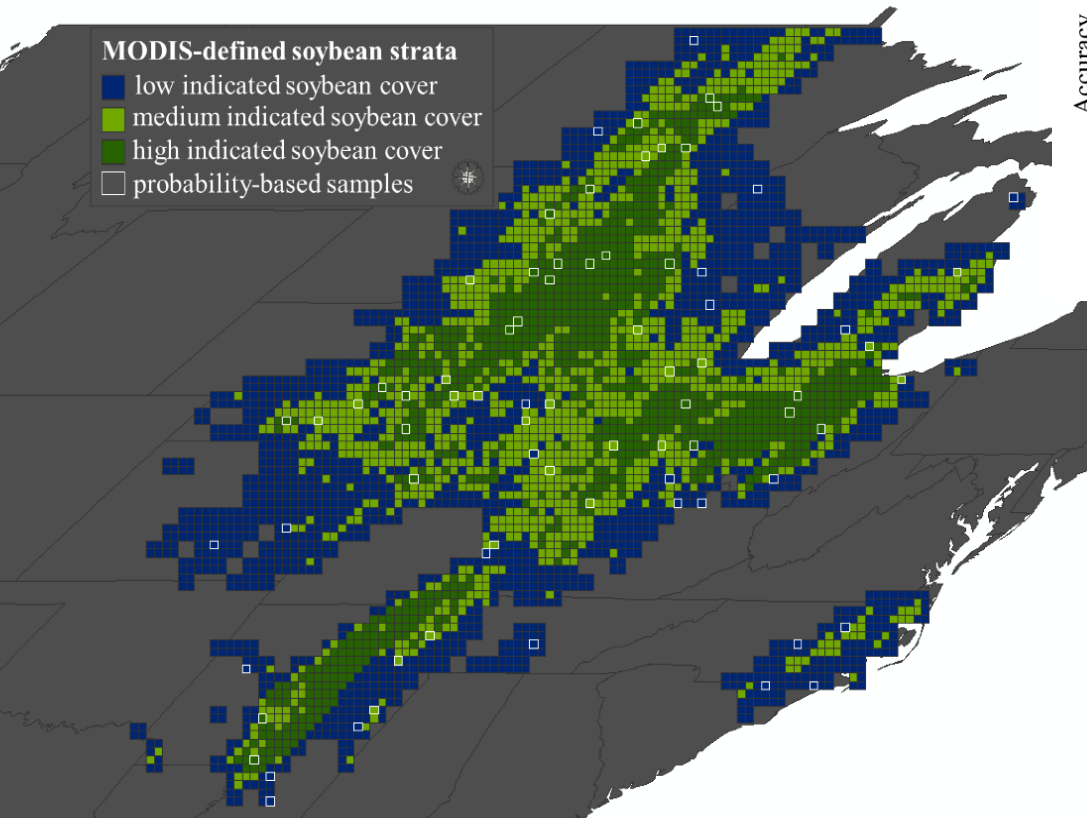 MODIS-defined soybean strata
low indicated soybean cover
medium indicated soybean cover
high indicated soybean cover
probability-based samples
Accuracy